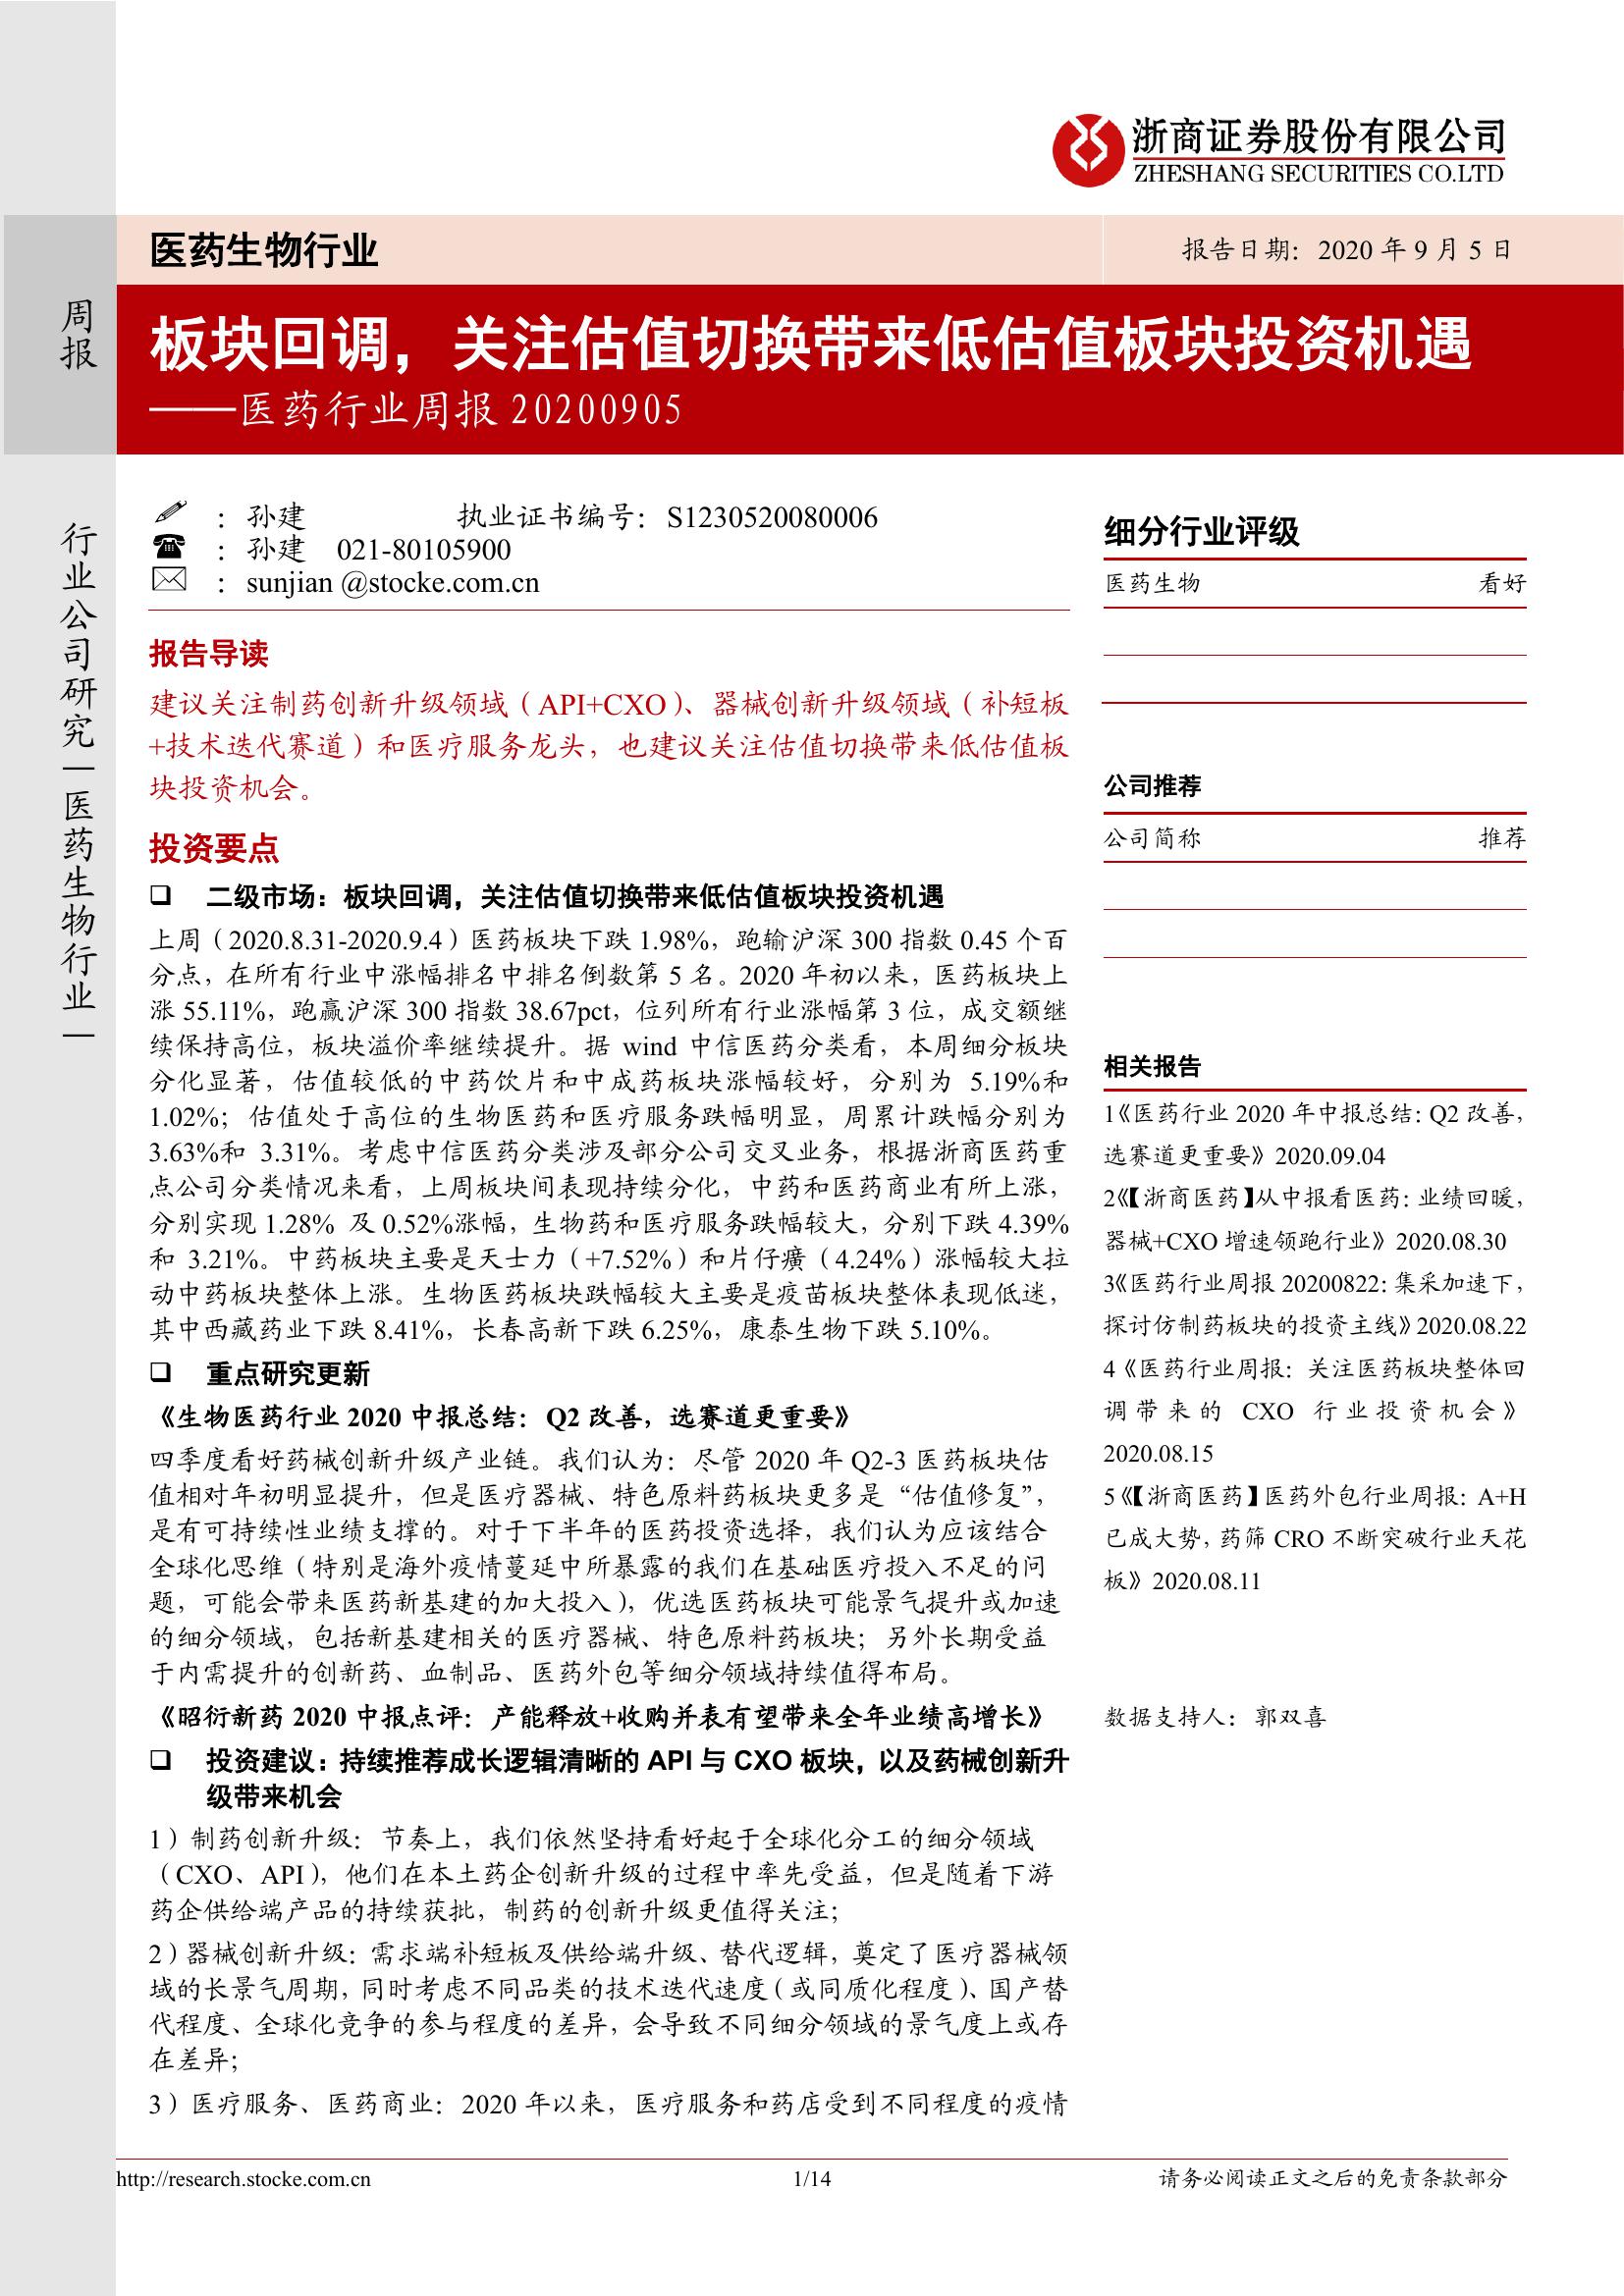 浙商证券股份有限公司
ZHESHANG SECURITIES CO.LTD
医药生物行业
报告日期：2020 年 9 月 5 日
周报
板块回调，关注估值切换带来低估值板块投资机遇
——医药行业周报 20200905
行业公司研究｜医药生物行业｜
：孙建 执业证书编号：S1230520080006
：孙建 021-80105900
：sunjian @stocke.com.cn
报告导读
建议关注制药创新升级领域（API+CXO）、器械创新升级领域（补短板
+技术迭代赛道）和医疗服务龙头，也建议关注估值切换带来低估值板
块投资机会。
投资要点
❑ 二级市场：板块回调，关注估值切换带来低估值板块投资机遇
上周（2020.8.31-2020.9.4）医药板块下跌 1.98%，跑输沪深 300 指数 0.45 个百
分点，在所有行业中涨幅排名中排名倒数第 5 名。2020 年初以来，医药板块上
涨 55.11%，跑赢沪深 300 指数 38.67pct，位列所有行业涨幅第 3 位，成交额继
续保持高位，板块溢价率继续提升。据 wind 中信医药分类看，本周细分板块
分化显著，估值较低的中药饮片和中成药板块涨幅较好，分别为 5.19%和
1.02%；估值处于高位的生物医药和医疗服务跌幅明显，周累计跌幅分别为
3.63%和 3.31%。考虑中信医药分类涉及部分公司交叉业务，根据浙商医药重
点公司分类情况来看，上周板块间表现持续分化，中药和医药商业有所上涨，
分别实现 1.28% 及 0.52%涨幅，生物药和医疗服务跌幅较大，分别下跌 4.39%
和 3.21%。中药板块主要是天士力（+7.52%）和片仔癀（4.24%）涨幅较大拉
动中药板块整体上涨。生物医药板块跌幅较大主要是疫苗板块整体表现低迷，
其中西藏药业下跌 8.41%，长春高新下跌 6.25%，康泰生物下跌 5.10%。
❑ 重点研究更新
《生物医药行业 2020 中报总结：Q2 改善，选赛道更重要》
四季度看好药械创新升级产业链。我们认为：尽管 2020 年 Q2-3 医药板块估
值相对年初明显提升，但是医疗器械、特色原料药板块更多是“估值修复”，
是有可持续性业绩支撑的。对于下半年的医药投资选择，我们认为应该结合
全球化思维（特别是海外疫情蔓延中所暴露的我们在基础医疗投入不足的问
题，可能会带来医药新基建的加大投入），优选医药板块可能景气提升或加速
的细分领域，包括新基建相关的医疗器械、特色原料药板块；另外长期受益
于内需提升的创新药、血制品、医药外包等细分领域持续值得布局。
《昭衍新药 2020 中报点评：产能释放+收购并表有望带来全年业绩高增长》
❑ 投资建议：持续推荐成长逻辑清晰的 API 与 CXO 板块，以及药械创新升
级带来机会
1）制药创新升级：节奏上，我们依然坚持看好起于全球化分工的细分领域
（CXO、API），他们在本土药企创新升级的过程中率先受益，但是随着下游
药企供给端产品的持续获批，制药的创新升级更值得关注；
2）器械创新升级：需求端补短板及供给端升级、替代逻辑，奠定了医疗器械领
域的长景气周期，同时考虑不同品类的技术迭代速度（或同质化程度）、国产替
代程度、全球化竞争的参与程度的差异，会导致不同细分领域的景气度上或存
在差异；
3）医疗服务、医药商业：2020 年以来，医疗服务和药店受到不同程度的疫情
细分行业评级
医药生物 看好
公司推荐
公司简称 推荐
相关报告
1《医药行业 2020 年中报总结：Q2 改善，
选赛道更重要》2020.09.04
2《【浙商医药】从中报看医药：业绩回暖，
器械+CXO 增速领跑行业》2020.08.30
3《医药行业周报 20200822：集采加速下，
探讨仿制药板块的投资主线》2020.08.22
4《医药行业周报：关注医药板块整体回
调带来的 CXO 行业投资机会》
2020.08.15
5《【浙商医药】医药外包行业周报：A+H
已成大势，药筛 CRO 不断突破行业天花
板》2020.08.11
数据支持人：郭双喜
http://research.stocke.com.cn 1/14 请务必阅读正文之后的免责条款部分